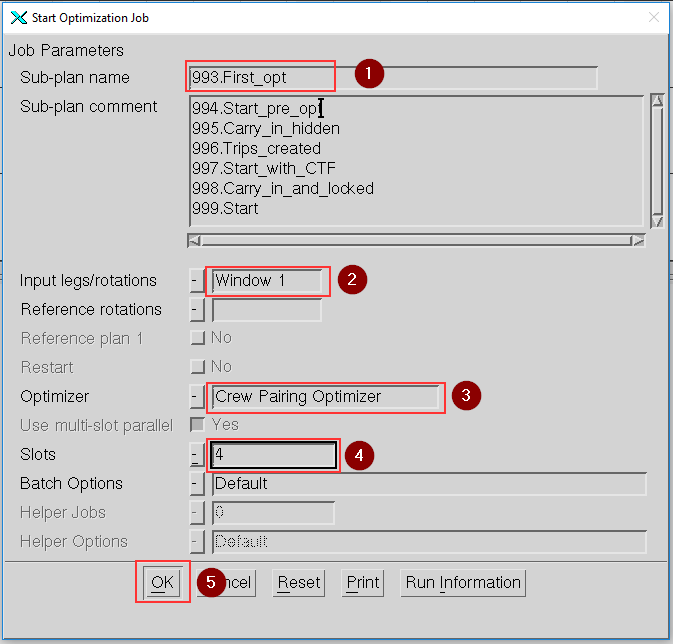 Start Optimization Job
Job Parameters
Sub-plan name 993.First_opt 1
Sub-plan comment 994.Start_pre_opt
995.Carry_in_hidden
996.Trips_created
997.Start_with_CTF
998.Carry_in_and_locked
999.Start
Input legs/rotations - Window 1 2
Reference rotations -
Reference plan 1 No
Restart No
Optimizer - Crew Pairing Optimizer 3
Use multi-slot parallel Yes
Slots - 4 4
Batch Options - Default
Helper Jobs - 0
Helper Options - Default
OK 5 ncel Reset Print Run Information